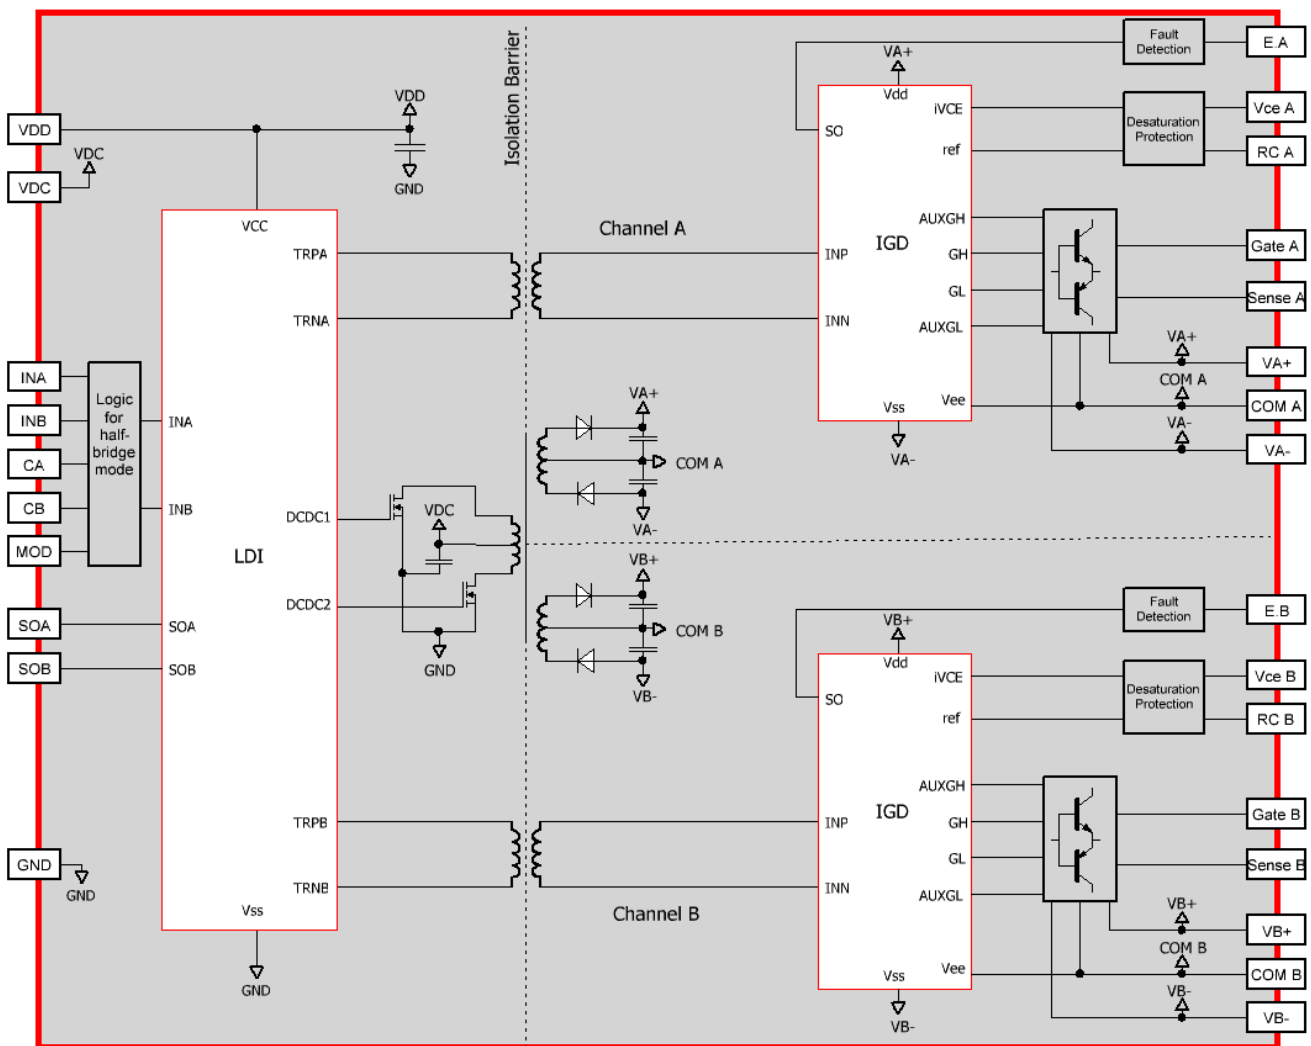 Fault
Detection
E.A
VA+
Isolation Barrier
Vdd
VDD
iVCE
Vce A
VDD
SO
Desaturation
Protection
VDC
ref
RC A
VDC
GND
VCC
Channel A
AUXGH
TRPA
INP
IGD
GH
Gate A
GL
Sense A
TRNA
INN
AUXGL
VA+
VA+
INA
COM A
Logic
for
half-
bridge
mode
VA+
Vss
Vee
COM A
INB
INA
VA-
CA
COM A
VA-
VA-
CB
INB
DCDC1
VDC
VA-
MOD
LDI
VB+
DCDC2
Fault
Detection
E.B
SOA
SOA
VB+
COM B
SOB
SOB
GND
Vdd
iVCE
Vce B
VB-
SO
Desaturation
Protection
ref
RC B
AUXGH
TRPB
INP
IGD
GH
Gate B
GL
GND
Sense B
TRNB
INN
AUXGL
GND
VB+
Vss
Channel B
VB+
COM B
Vss
Vee
COM B
GND
VB-
VB-
VB-